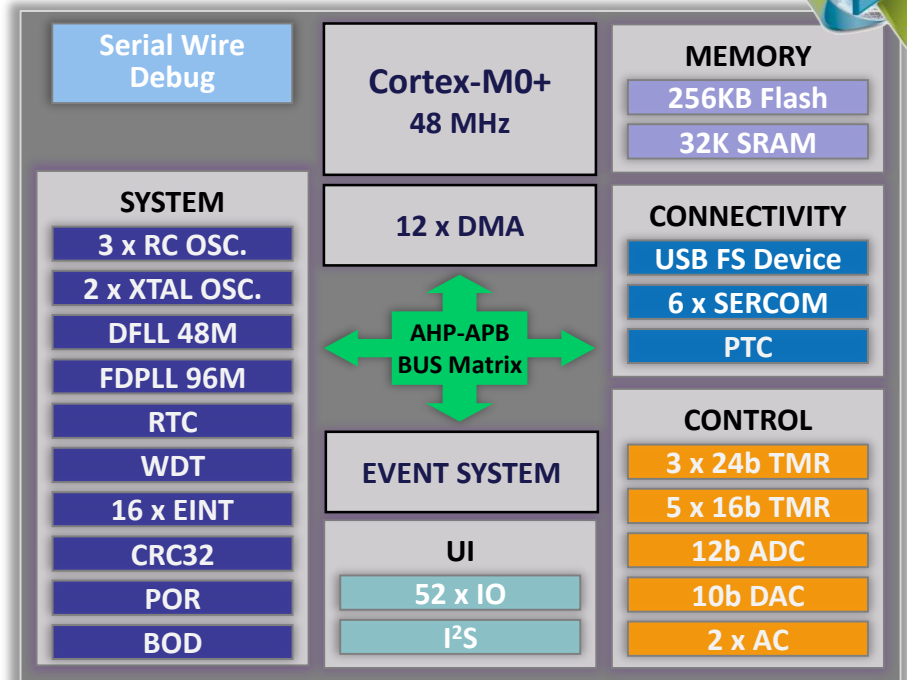 Serial Wire
Debug
SYSTEM
3 x RC OSC.
2 x XTAL OSC.
DFLL 48M
FDPLL 96M
RTC
WDT
16 x EINT
CRC32
POR
BOD
Cortex-M0+
48 MHz
12 x DMA
AHP-APB
BUS Matrix
EVENT SYSTEM
UI
52 x IO
I²S
MEMORY
256KB Flash
32K SRAM
CONNECTIVITY
USB FS Device
6 x SERCOM
PTC
CONTROL
3 x 24b TMR
5 x 16b TMR
12b ADC
10b DAC
2 x AC